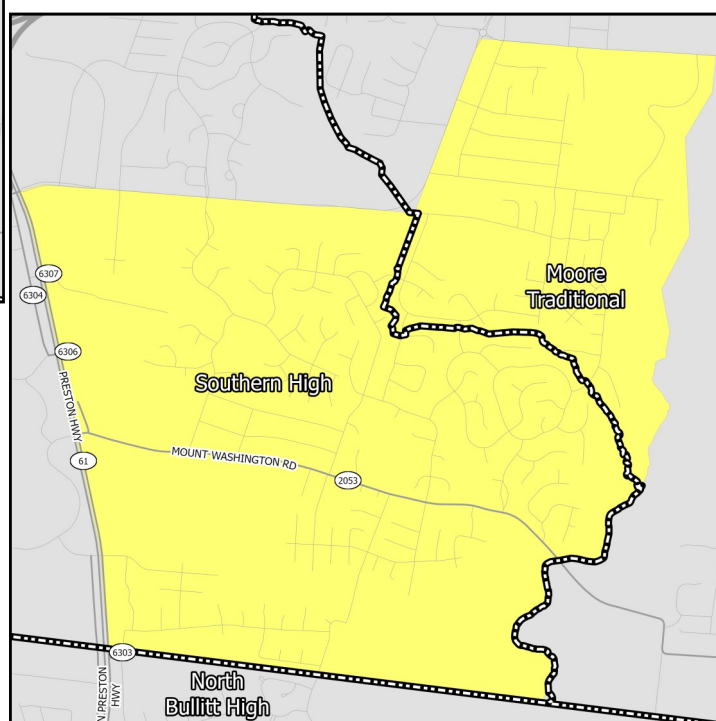 Moore
Traditional
6307
6304
6306
Southern High
PRESTON HWY
MOUNT WASHINGTON RD
61
2053
6303
North
Bullitt High
N PRESTON
HWY